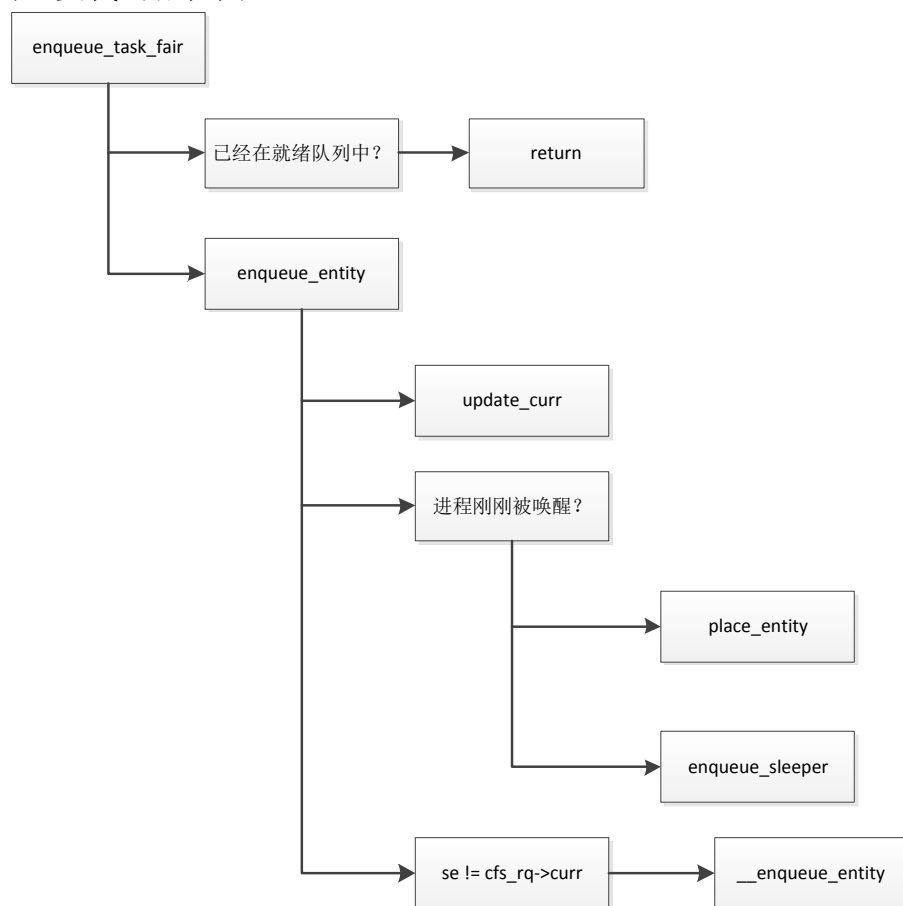 enqueue_task_fair
已经在就绪队列中？
return
enqueue_entity
update_curr
进程刚刚被唤醒？
place_entity
enqueue_sleeper
se != cfs_rq->curr
__enqueue_entity